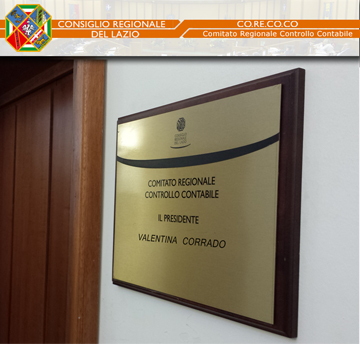 CONSIGLIO REGIONALE
DEL LAZIO
CO.RE.CO.CO
Comitato Regionale Controllo Contabile
COMITATO REGIONALE
CONTROLLO CONTABILE
IL PRESIDENTE
VALENTINA CORRADO